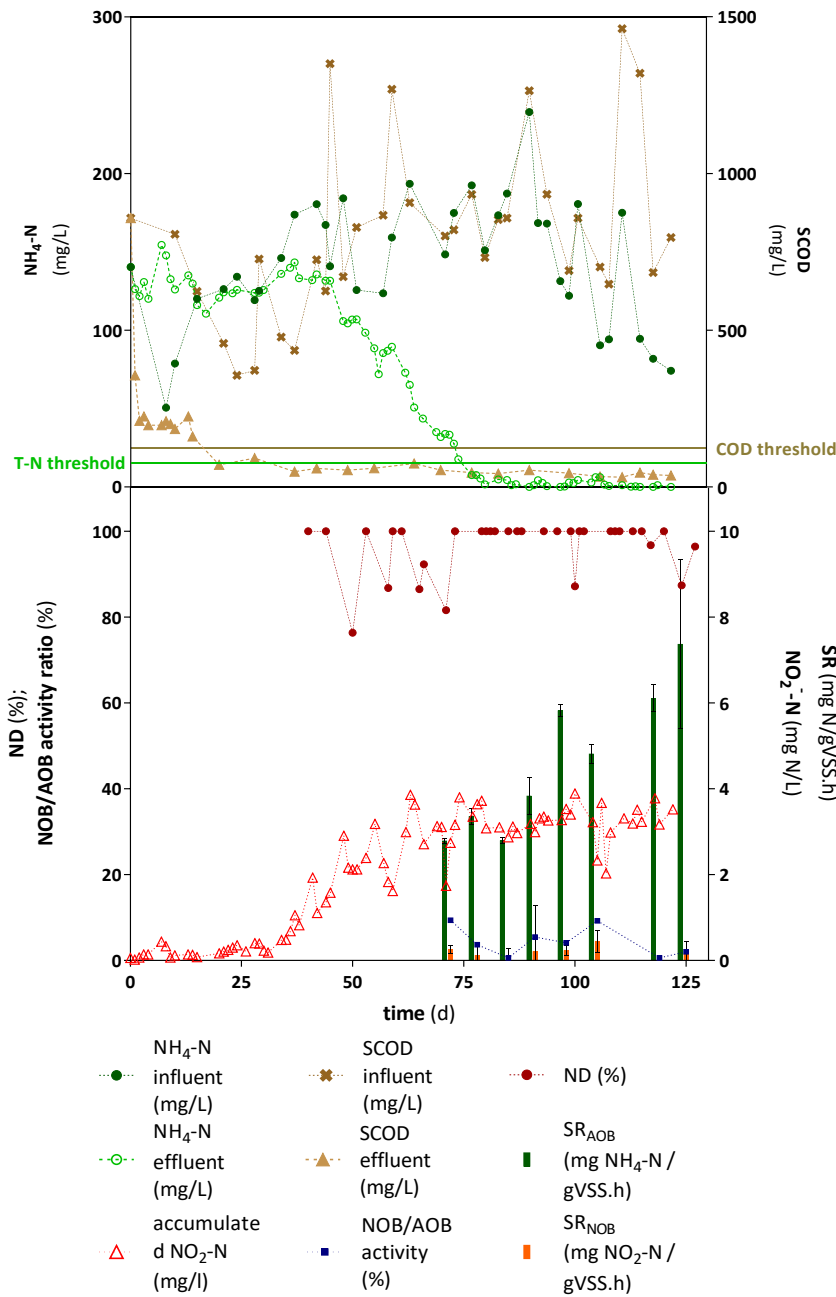 300
200
100
0
NH₄-N
(mg/L)
1500
1000
500
0
SCOD
(mg/L)
T-N threshold
COD threshold
100
80
60
40
20
0
ND (%);
NOB/AOB activity ratio (%)
10
8
6
4
2
0
SR (mg N/gVSS.h)
NO₂⁻-N (mg N/L)
0
25
50
75
100
125
time (d)
NH₄-N
influent
(mg/L)
SCOD
influent
(mg/L)
ND (%)
NH₄-N
effluent
(mg/L)
SCOD
effluent
(mg/L)
SR_AOB
(mg NH₄-N /
gVSS.h)
accumulate
d NO₂-N
(mg/l)
NOB/AOB
activity
(%)
SR_NOB
(mg NO₂-N /
gVSS.h)